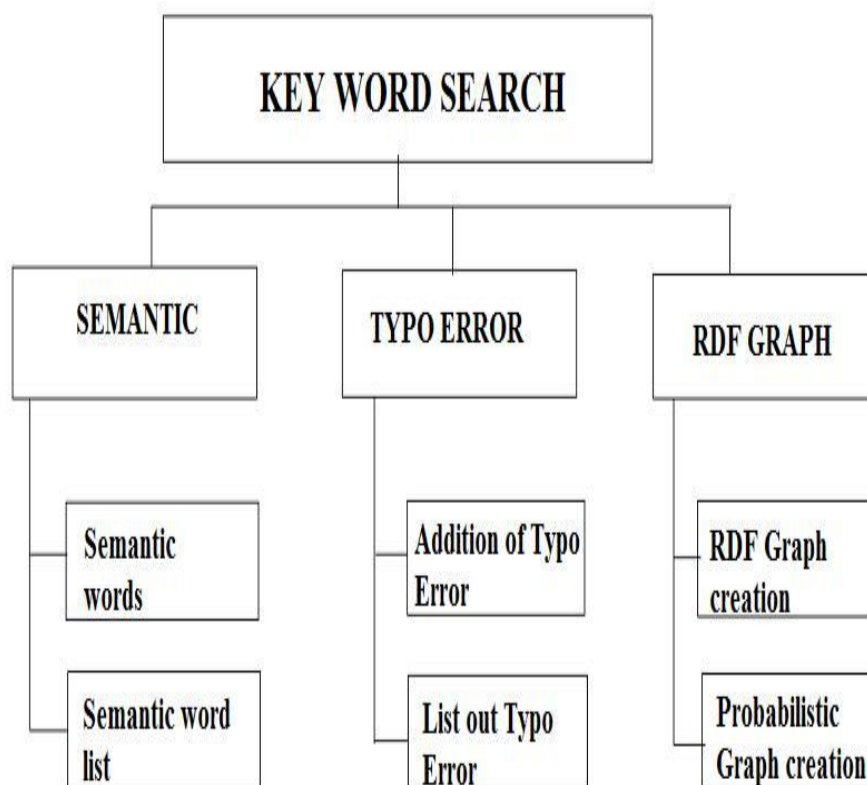 KEY WORD SEARCH
SEMANTIC
TYPO ERROR
RDF GRAPH
Semantic
words
Addition of Typo
Error
RDF Graph
creation
Semantic word
list
List out Typo
Error
Probabilistic
Graph creation